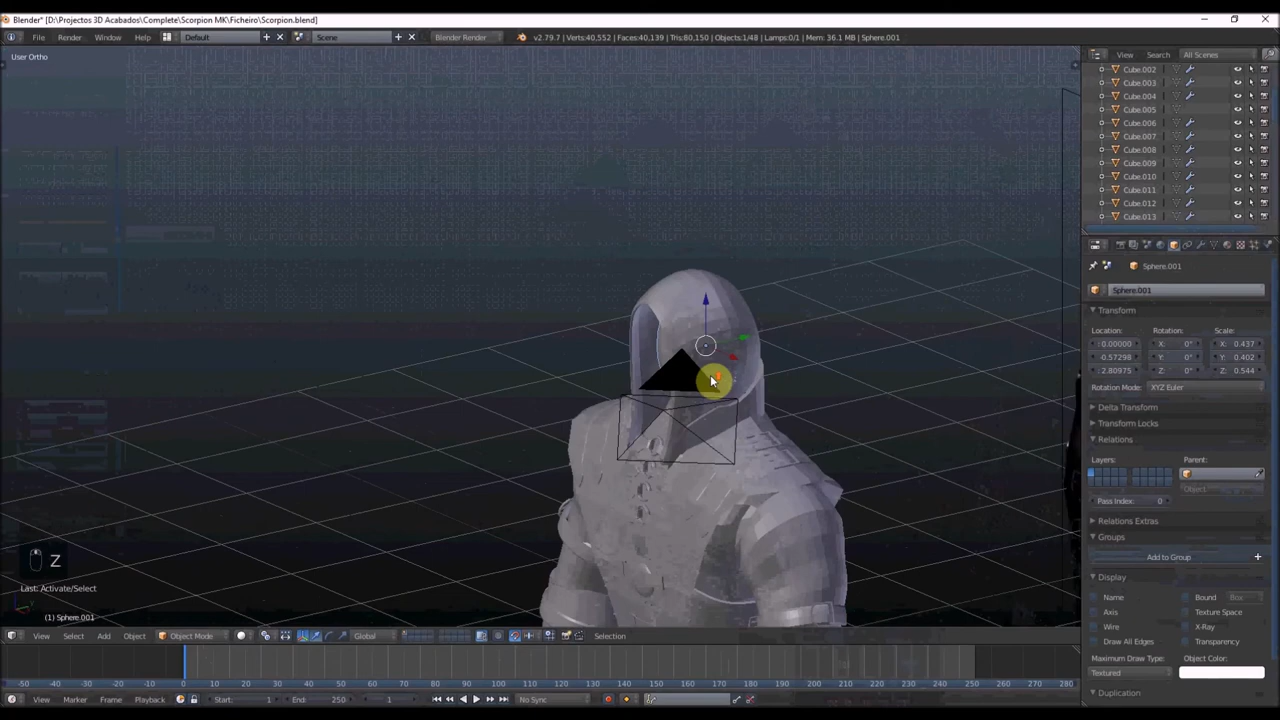 Blender* [D:\Projectos 3D Acabados\Complete\Scorpion MK\Ficheiro\Scorpion.blend]
File Render Window Help Default Scene Blender Render v2.79.7 | Verts:40,552 | Faces:40,139 | Tris:80,150 | Objects:1/48 | Lamps:0/1 | Mem: 36.1 MB | Sphere.001
View Search All Scenes
User Ortho
Cube.002
Cube.003
Cube.004
Cube.005
Cube.006
Cube.007
Cube.008
Cube.009
Cube.010
Cube.011
Cube.012
Cube.013
Sphere.001
Sphere.001
Transform
Location: Rotation: Scale:
: 0.00000 X: 0° X: 0.437
-0.57298 Y: 0° Y: 0.402
: 2.80975 Z: 0° Z: 0.544
Rotation Mode: XYZ Euler
Delta Transform
Transform Locks
Relations
Layers: Parent:
Object
Pass Index: 0
Relations Extras
Groups
Add to Group
Display
Name Bound Box
Axis Texture Space
Wire X-Ray
Draw All Edges Transparency
Maximum Draw Type: Object Color:
Textured
Duplication
Z
Last: Activate/Select
(1) Sphere.001
View Select Add Object Object Mode Global Selection
-50 -40 -30 -20 -10 0 10 20 30 40 50 60 70 80 90 100 110 120 130 140 150 160 170 180 190 200 210 220 230 240 250 260 270 280
View Marker Frame Playback Start: 1 End: 250 1 No Sync